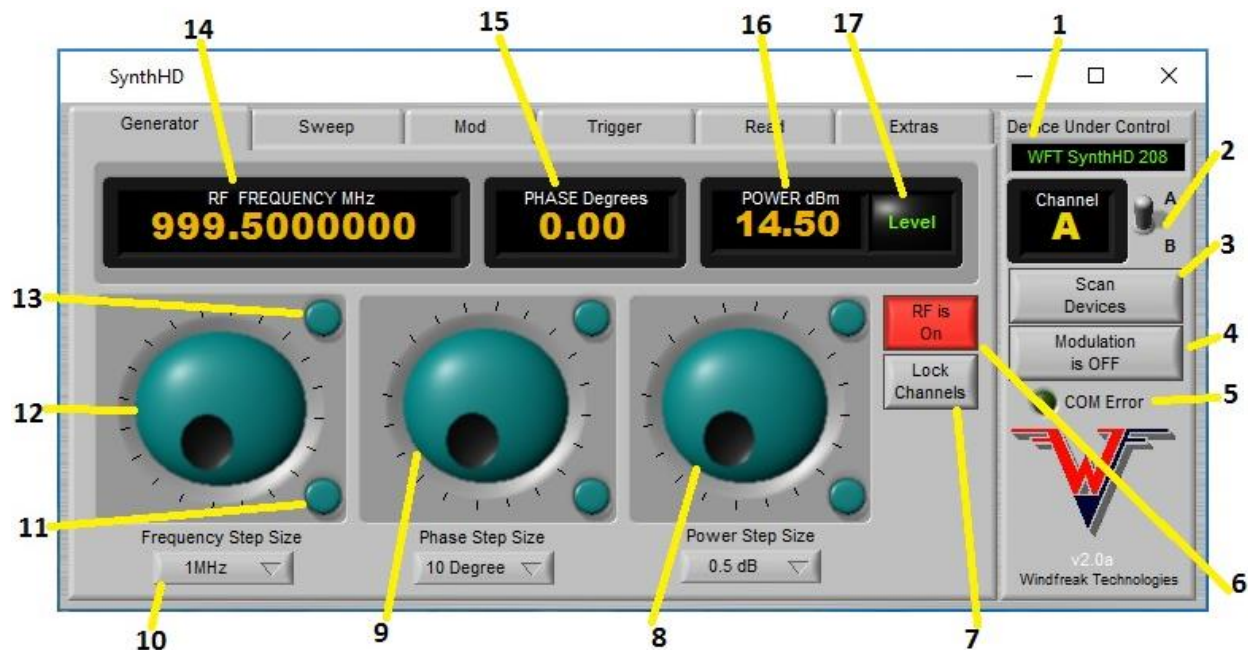 14
15
16
17
1
SynthHD
Generator
Sweep
Mod
Trigger
Read
Extras
Device Under Control
WFT SynthHD 208
2
RF FREQUENCY MHz
999.5000000
PHASE Degrees
0.00
POWER dBm
14.50
Level
Channel
A
A
B
3
Scan
Devices
13
RF is
On
Modulation
is OFF
4
Lock
Channels
5
COM Error
12
11
W
Frequency Step Size
1MHz
Phase Step Size
10 Degree
Power Step Size
0.5 dB
v2.0a
Windfreak Technologies
6
10
9
8
7